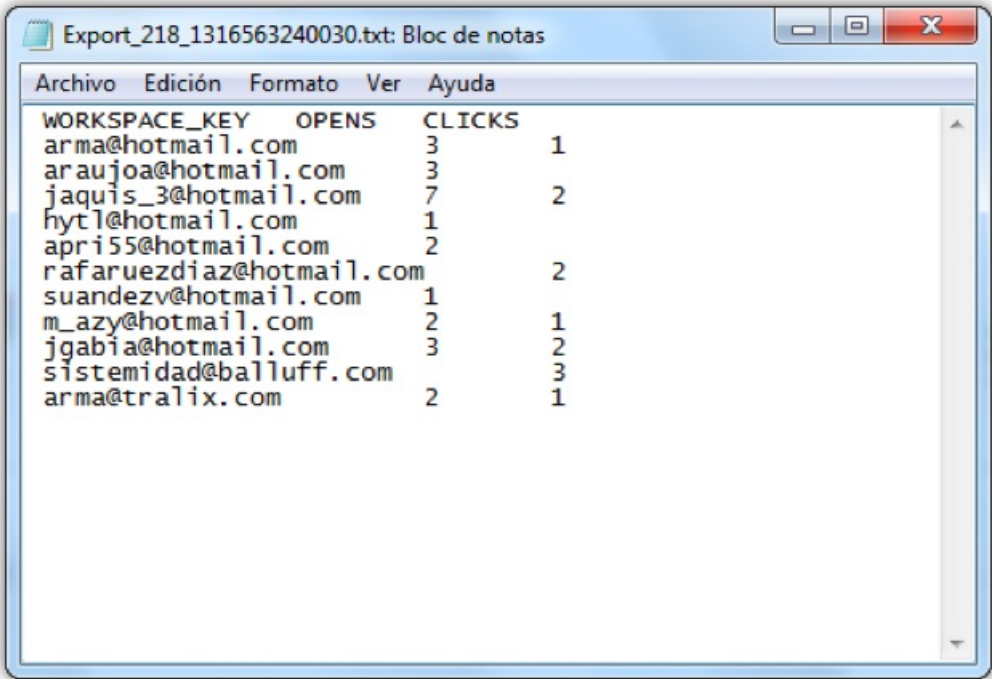 Export_218_1316563240030.txt: Bloc de notas
Archivo Edición Formato Ver Ayuda
WORKSPACE_KEY OPENS CLICKS
arma@hotmail.com 3 1
araujoa@hotmail.com 3
jaquis_3@hotmail.com 7 2
hytl@hotmail.com 1
apri55@hotmail.com 2
rafaruezdiaz@hotmail.com 2
suandezv@hotmail.com 1
m_azy@hotmail.com 2 1
jgabia@hotmail.com 3 2
sistemidad@balluff.com 3
arma@tralix.com 2 1